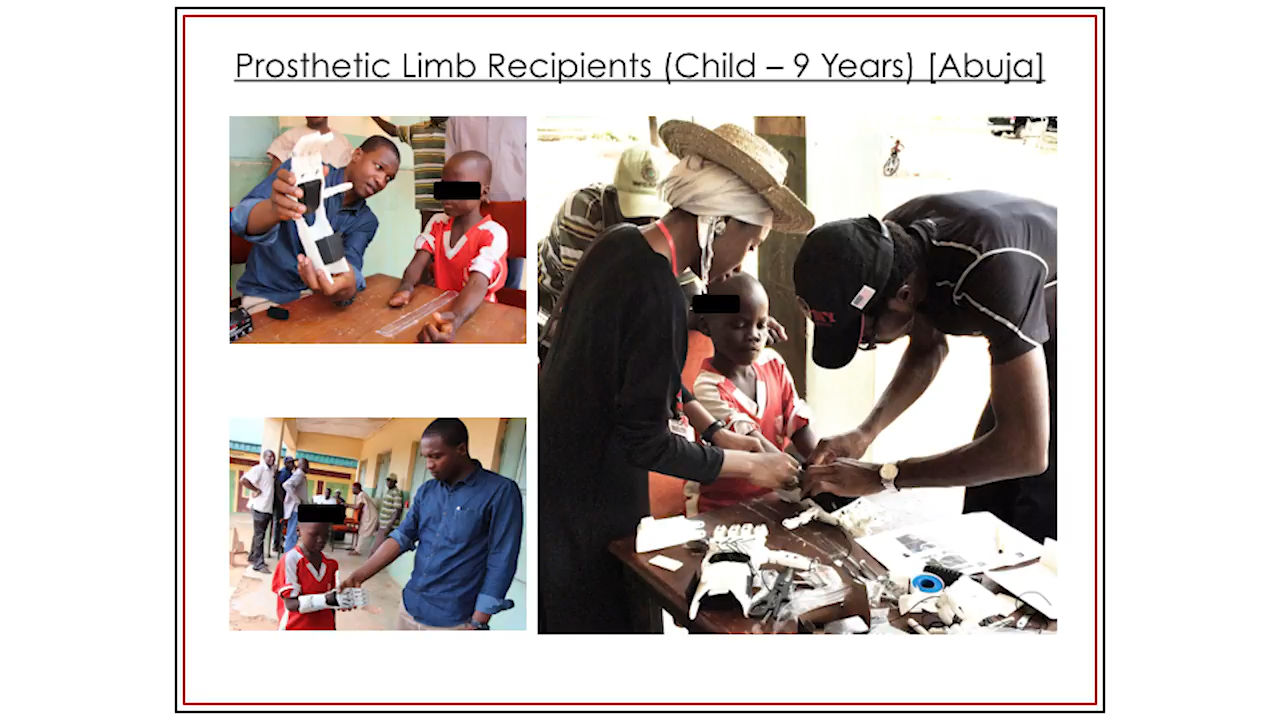 Prosthetic Limb Recipients (Child – 9 Years) [Abuja]